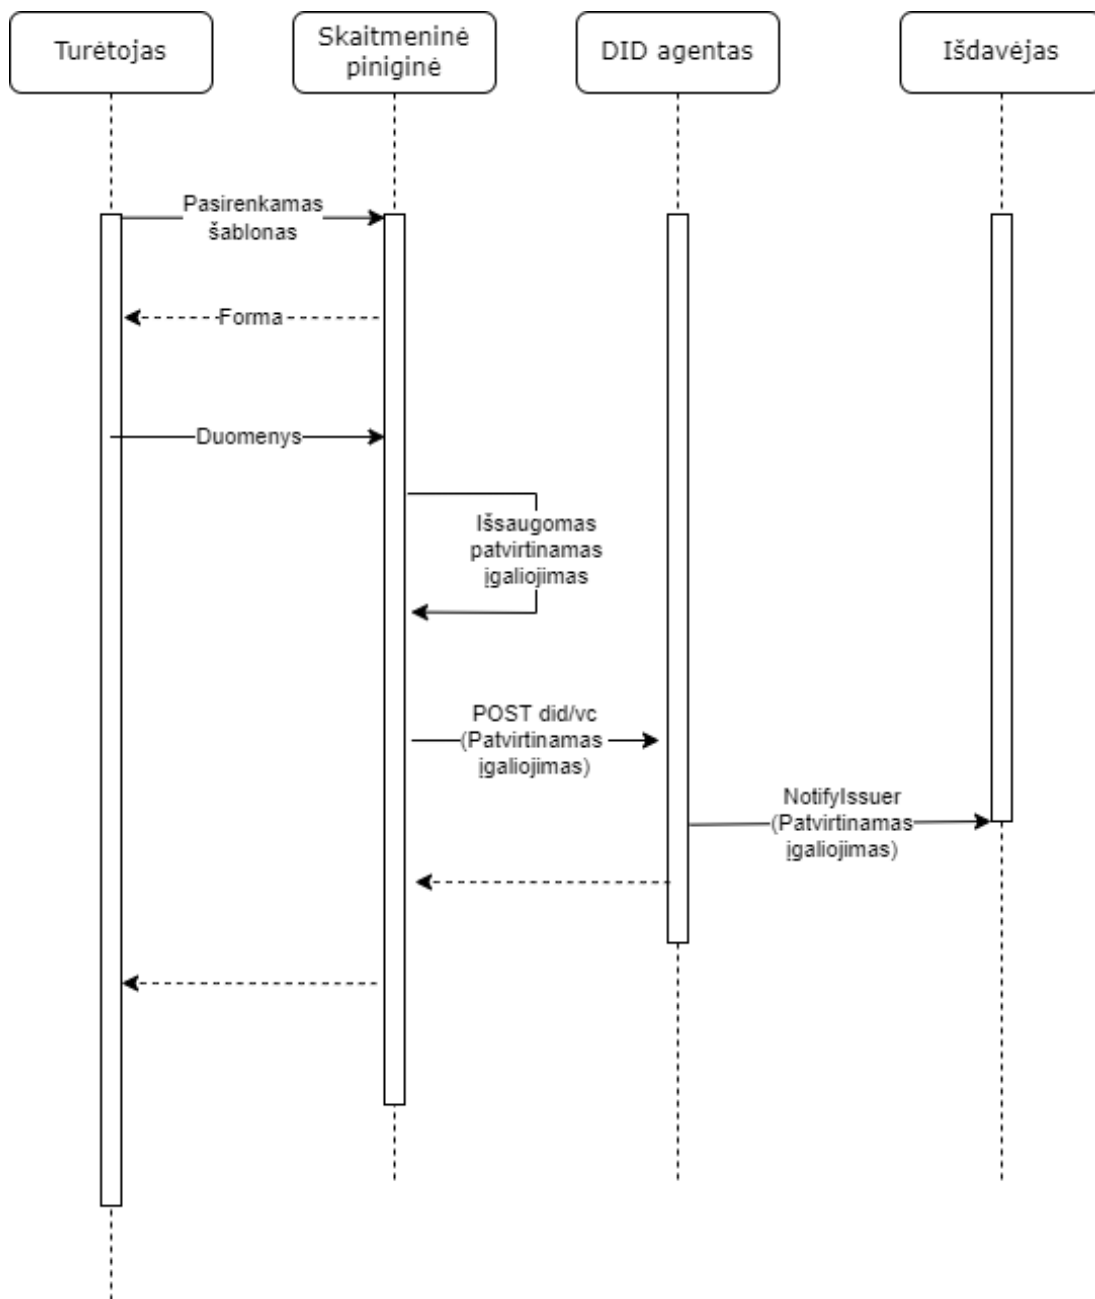 Turėtojas
Skaitmeninė
piniginė
DID agentas
Išdavėjas
Pasirenkamas
šablonas
Forma
Duomenys
Išsaugomas
patvirtinamas
įgaliojimas
POST did/vc
(Patvirtinamas
įgaliojimas)
NotifyIssuer
(Patvirtinamas
įgaliojimas)